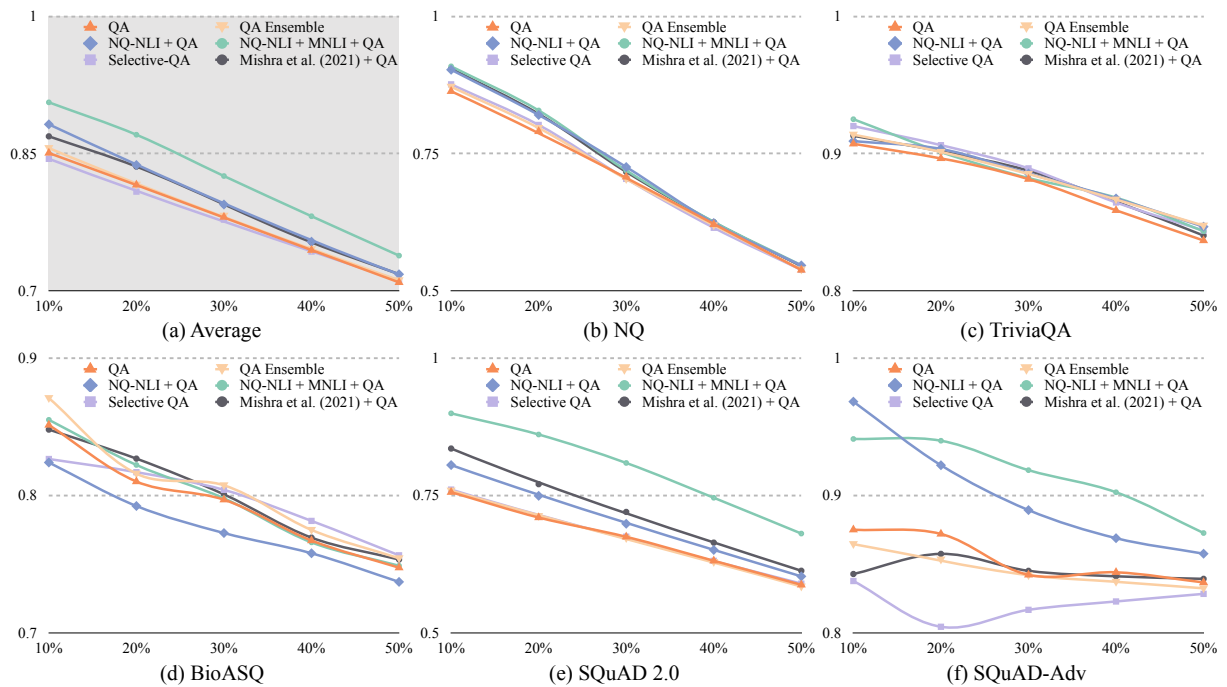 1
QA
QA Ensemble
NQ-NLI + QA
NQ-NLI + MNLI + QA
Selective-QA
Mishra et al. (2021) + QA
0.85
0.7
10%
20%
30%
40%
50%
(a) Average
1
QA
QA Ensemble
NQ-NLI + QA
NQ-NLI + MNLI + QA
Selective QA
Mishra et al. (2021) + QA
0.75
0.5
10%
20%
30%
40%
50%
(b) NQ
1
QA
QA Ensemble
NQ-NLI + QA
NQ-NLI + MNLI + QA
Selective QA
Mishra et al. (2021) + QA
0.9
0.8
10%
20%
30%
40%
50%
(c) TriviaQA
0.9
QA
QA Ensemble
NQ-NLI + QA
NQ-NLI + MNLI + QA
Selective QA
Mishra et al. (2021) + QA
0.8
0.7
10%
20%
30%
40%
50%
(d) BioASQ
1
QA
QA Ensemble
NQ-NLI + QA
NQ-NLI + MNLI + QA
Selective QA
Mishra et al. (2021) + QA
0.75
0.5
10%
20%
30%
40%
50%
(e) SQuAD 2.0
1
QA
QA Ensemble
NQ-NLI + QA
NQ-NLI + MNLI + QA
Selective QA
Mishra et al. (2021) + QA
0.9
0.8
10%
20%
30%
40%
50%
(f) SQuAD-Adv